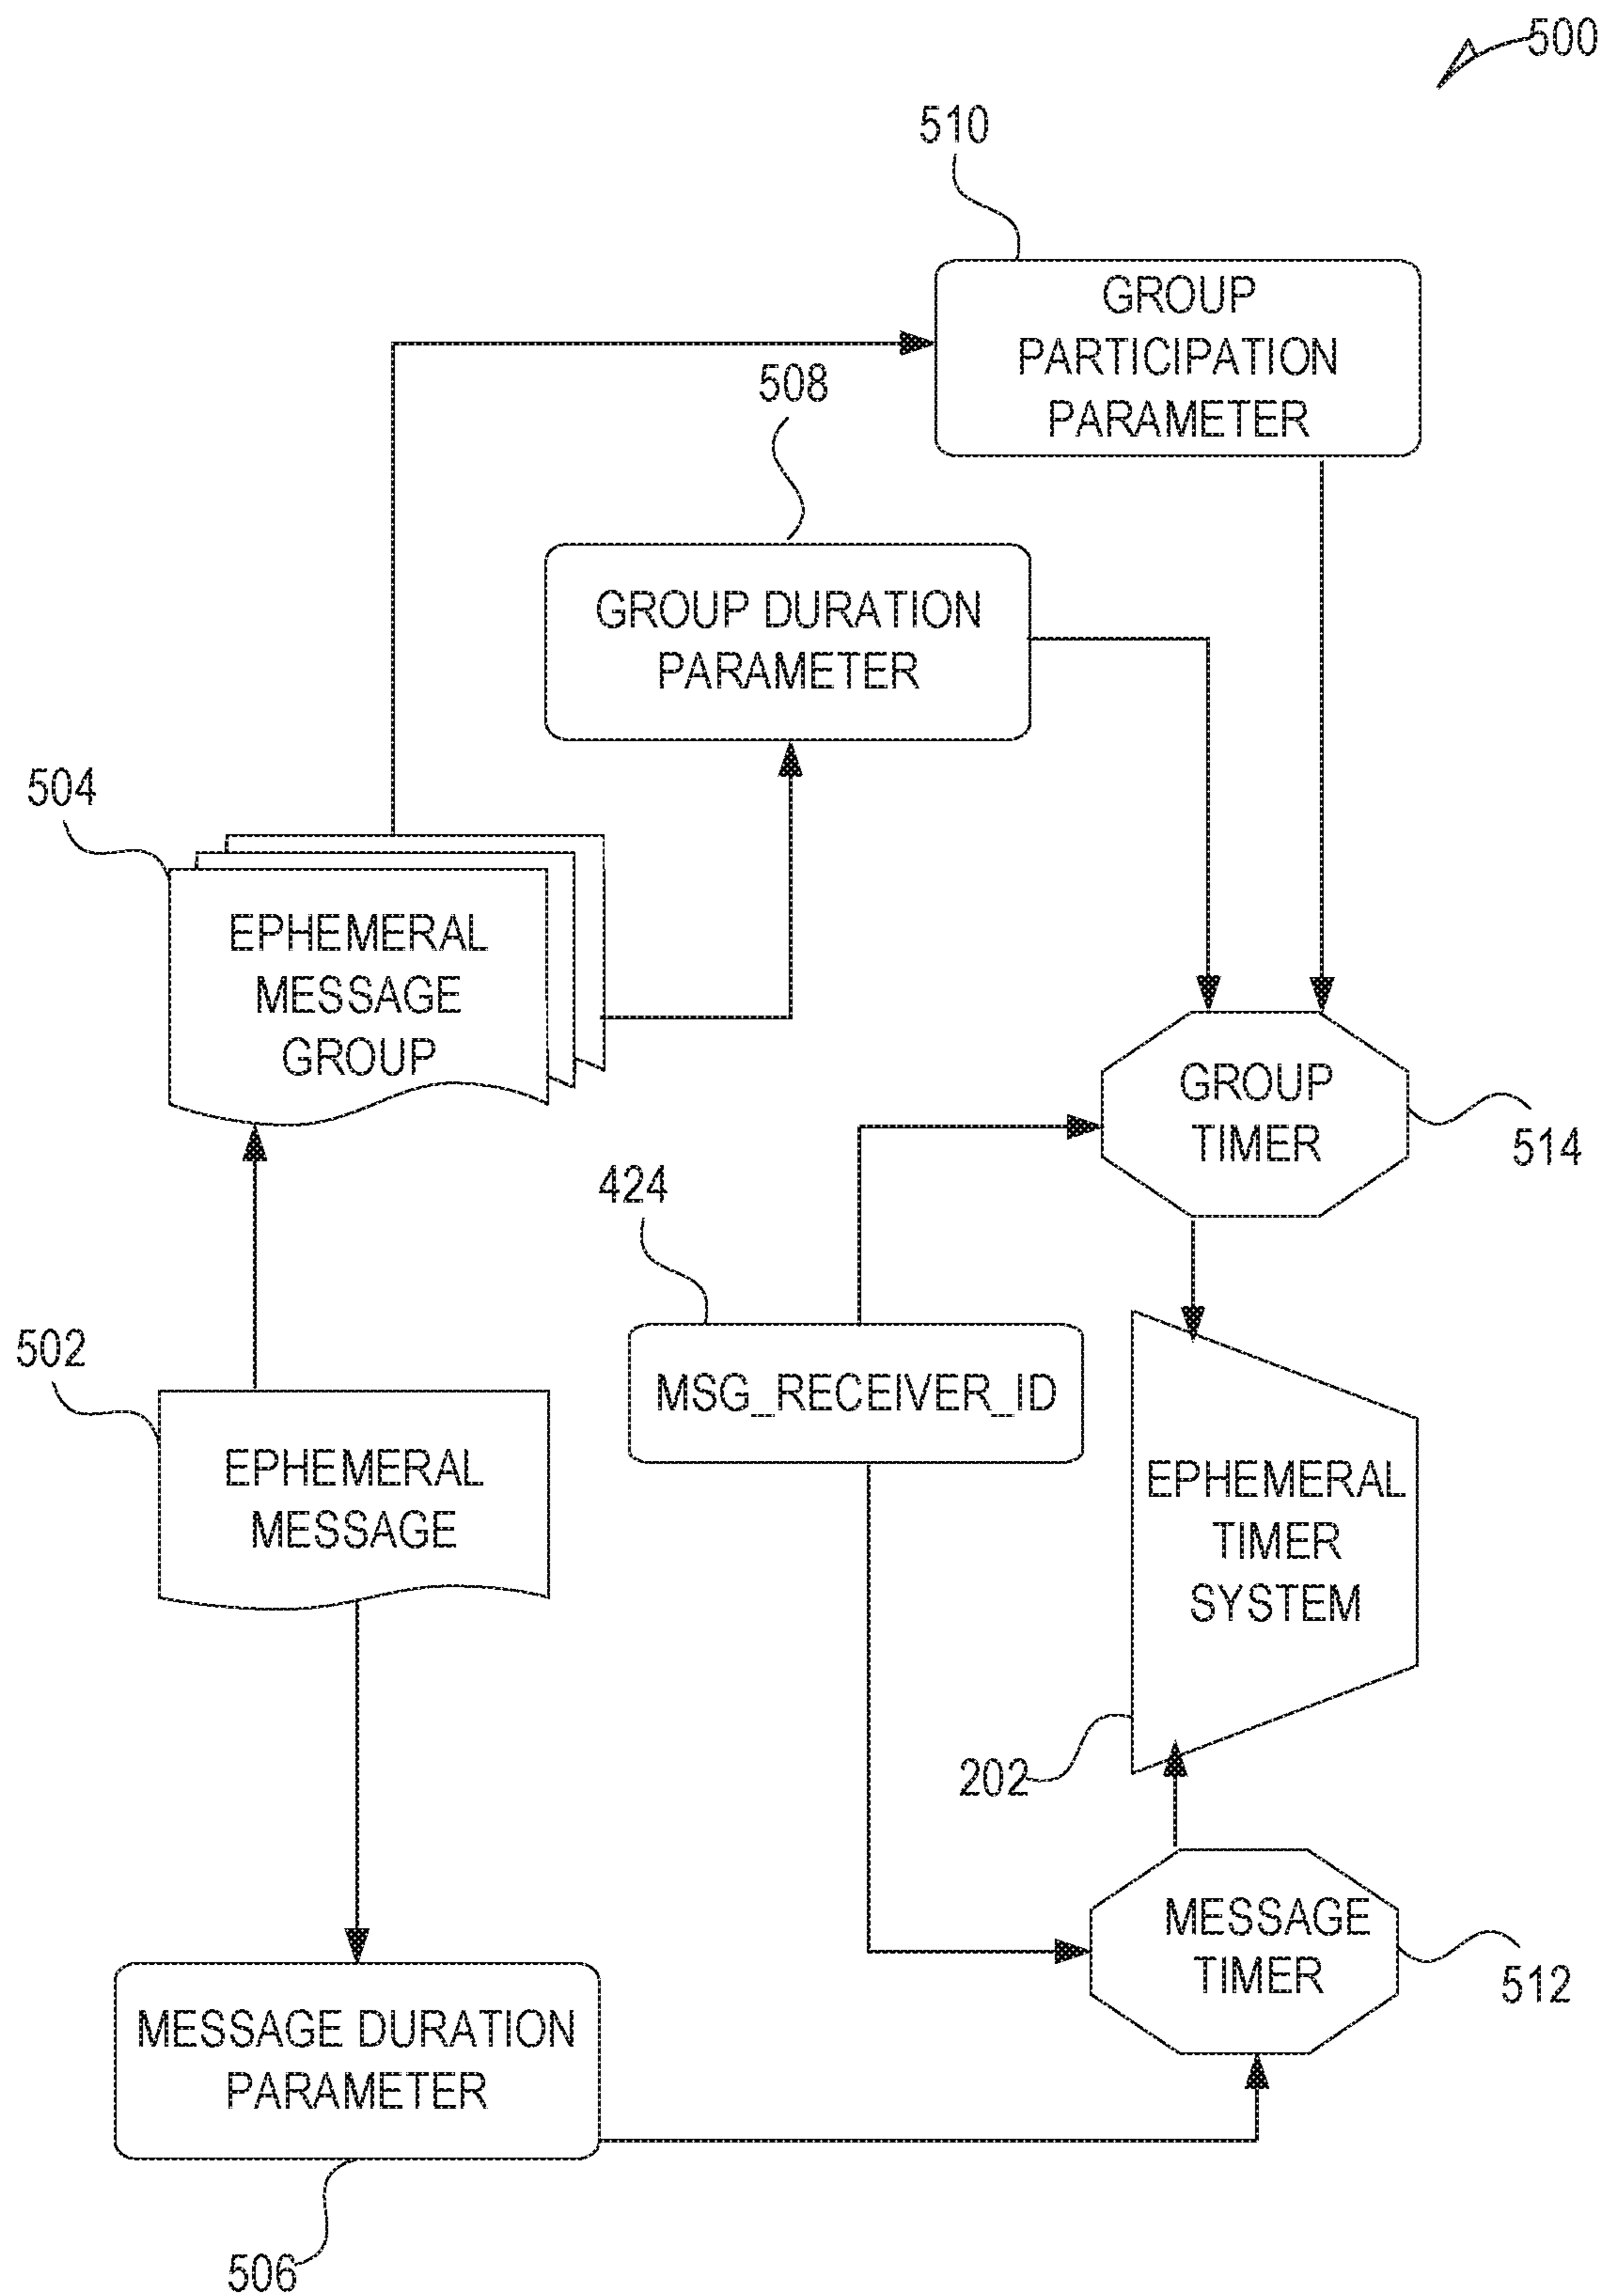 500
510
GROUP
PARTICIPATION
PARAMETER
508
GROUP DURATION
PARAMETER
504
EPHEMERAL
MESSAGE
GROUP
GROUP
TIMER
514
424
MSG_RECEIVER_ID
502
EPHEMERAL
MESSAGE
EPHEMERAL
TIMER
SYSTEM
202
MESSAGE
TIMER
512
MESSAGE DURATION
PARAMETER
506